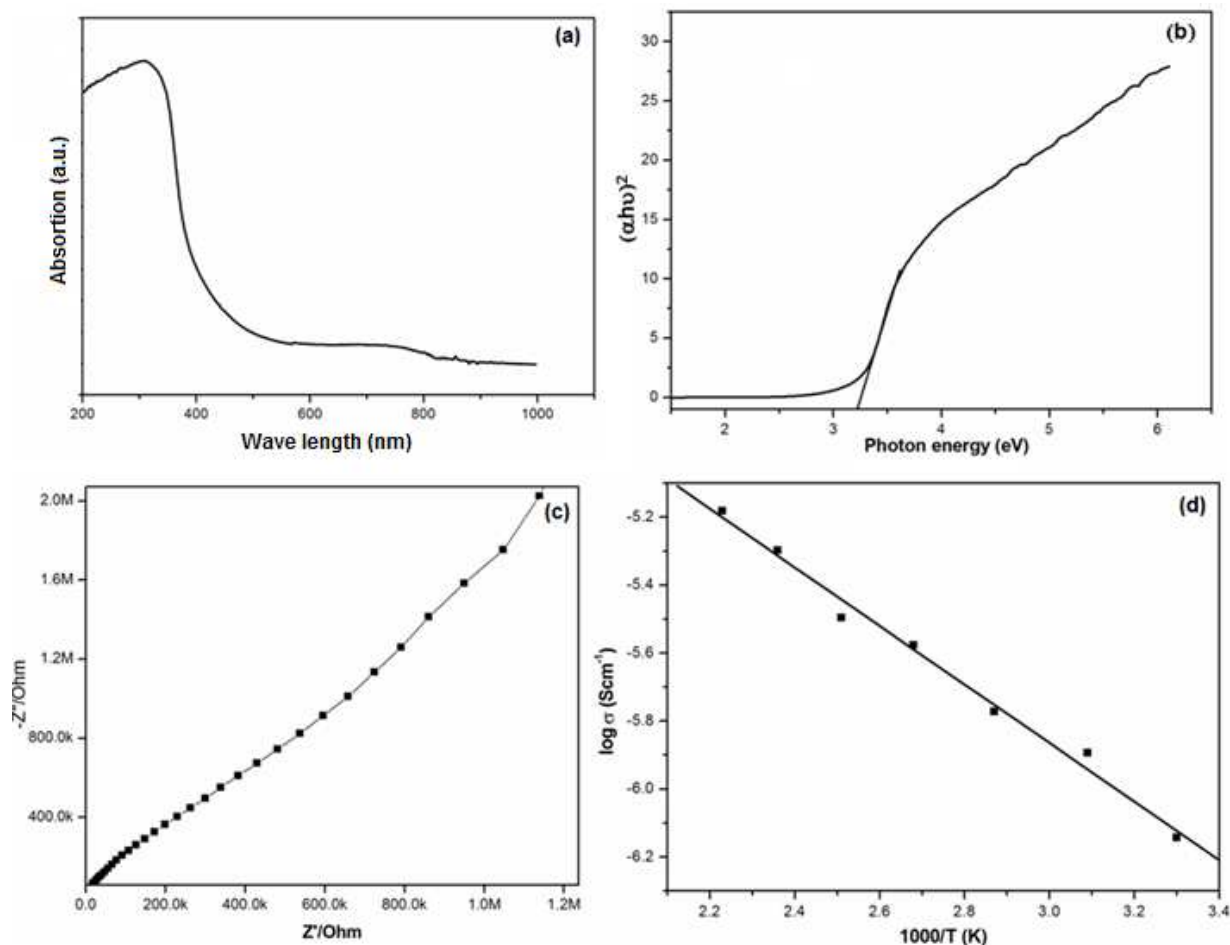 (a)
Absortion (a.u.)
200 400 600 800 1000
Wave length (nm)
(b)
(αhυ)²
30
25
20
15
10
5
0
2 3 4 5 6
Photon energy (eV)
(c)
-Z"/Ohm
2.0M
1.6M
1.2M
800.0k
400.0k
0.0 200.0k 400.0k 600.0k 800.0k 1.0M 1.2M
Z'/Ohm
(d)
log σ (Scm⁻¹)
-5.2
-5.4
-5.6
-5.8
-6.0
-6.2
2.2 2.4 2.6 2.8 3.0 3.2 3.4
1000/T (K)